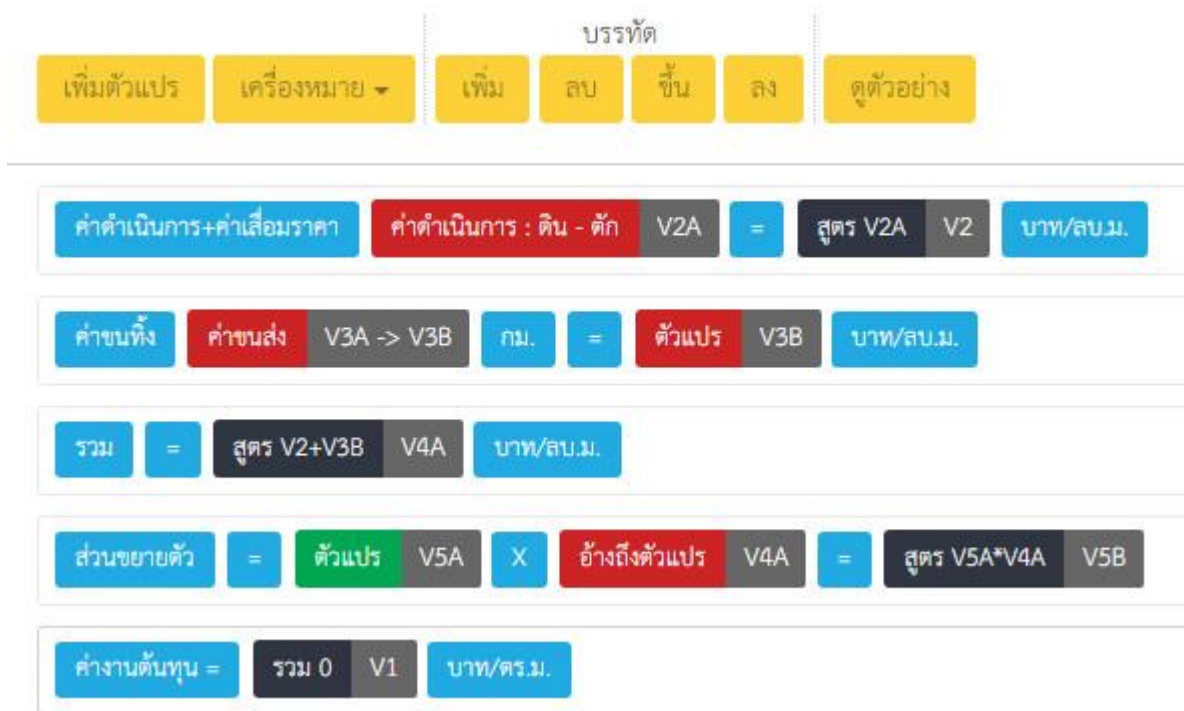 บรรทัด
เพิ่มตัวแปร เครื่องหมาย เพิ่ม ลบ ขึ้น ลง ดูตัวอย่าง
ค่าดำเนินการ+ค่าเสื่อมราคา ค่าดำเนินการ : ดิน - ตัก V2A = สูตร V2A V2 บาท/ลบ.ม.
ค่าขนทิ้ง ค่าขนส่ง V3A -> V3B กม. = ตัวแปร V3B บาท/ลบ.ม.
รวม = สูตร V2+V3B V4A บาท/ลบ.ม.
ส่วนขยายตัว = ตัวแปร V5A X อ้างถึงตัวแปร V4A = สูตร V5A*V4A V5B
ค่างานต้นทุน = รวม 0 V1 บาท/ตร.ม.